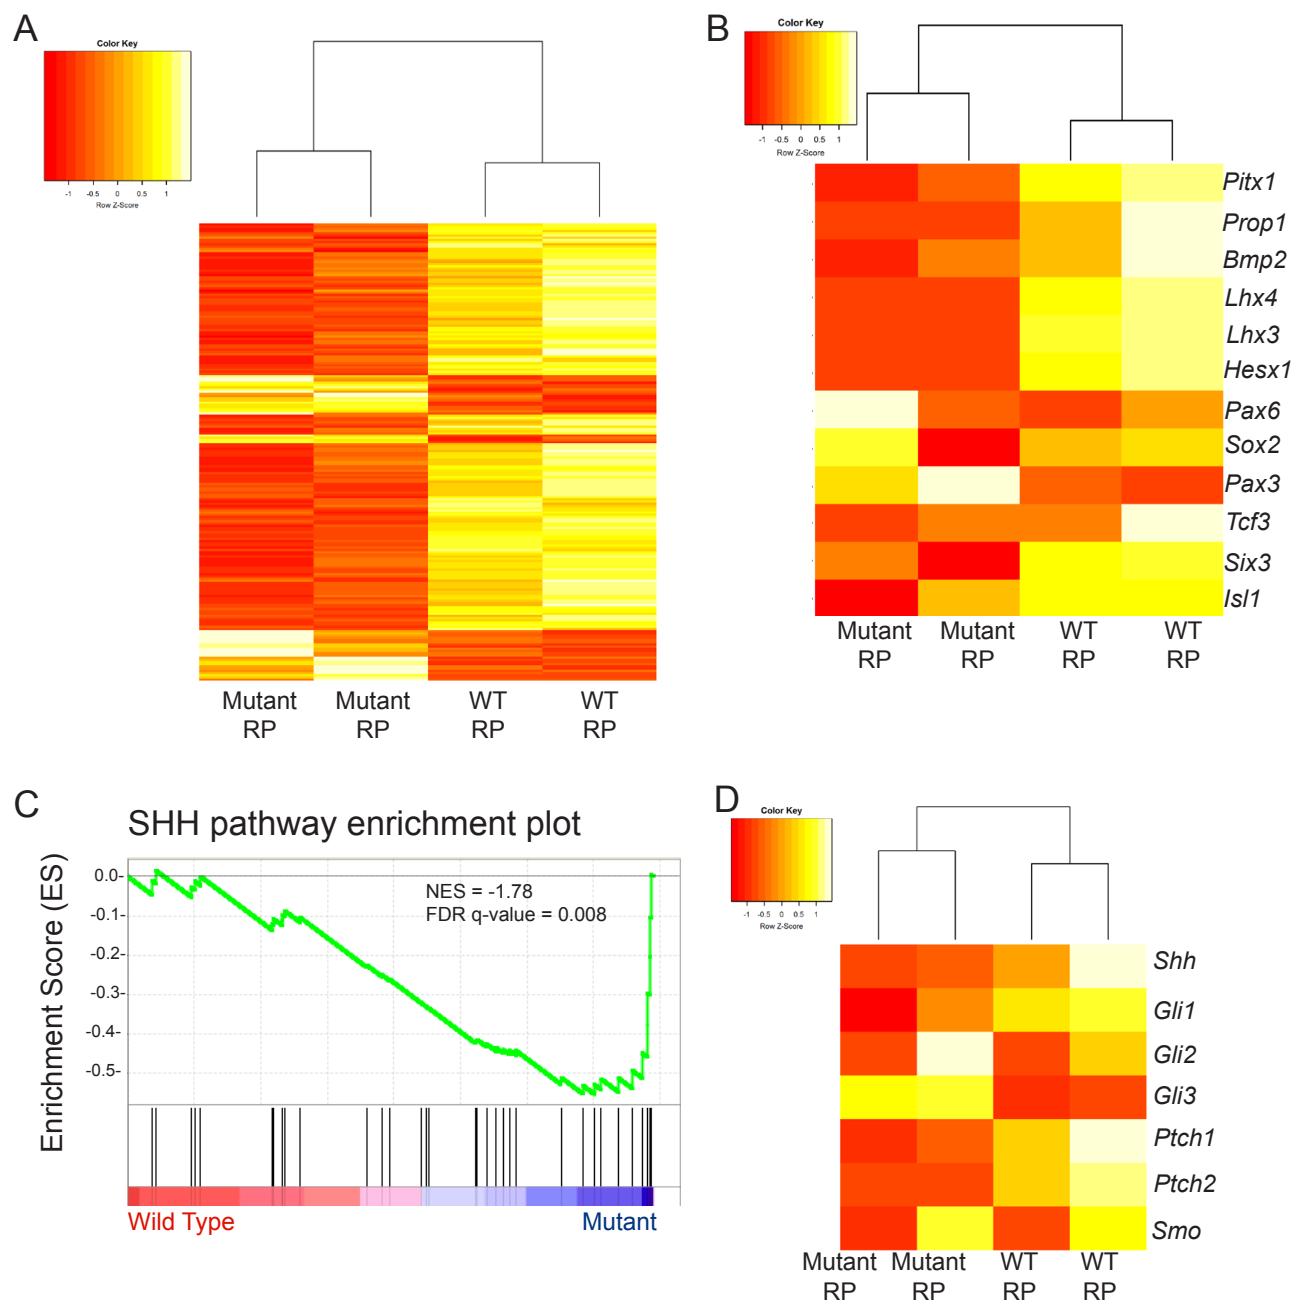 A
Color Key
-1 -0.5 0 0.5 1
Row Z-Score
Mutant RP
Mutant RP
WT RP
WT RP
B
Color Key
-1 -0.5 0 0.5 1
Row Z-Score
Pitx1
Prop1
Bmp2
Lhx4
Lhx3
Hesx1
Pax6
Sox2
Pax3
Tcf3
Six3
Isl1
Mutant RP
Mutant RP
WT RP
WT RP
C
SHH pathway enrichment plot
Enrichment Score (ES)
0.0-
-0.1-
-0.2-
-0.3-
-0.4-
-0.5-
NES = -1.78
FDR q-value = 0.008
Wild Type
Mutant
D
Color Key
-1 -0.5 0 0.5 1
Row Z-Score
Shh
Gli1
Gli2
Gli3
Ptch1
Ptch2
Smo
Mutant RP
Mutant RP
WT RP
WT RP